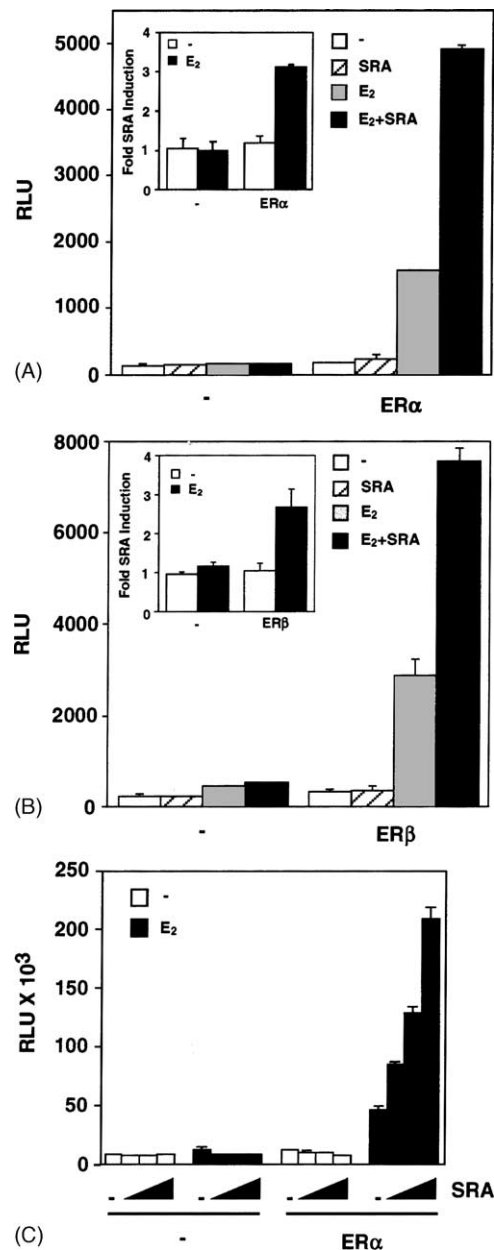 5000
4000
3000
2000
1000
0
RLU
4
3
2
1
0
Fold SRA Induction
-
E₂
-
ERα
-
SRA
E₂
E₂+SRA
(A)
-
ERα
8000
6000
4000
2000
0
RLU
4
3
2
1
0
Fold SRA Induction
-
E₂
-
ERβ
-
SRA
E₂
E₂+SRA
(B)
-
ERβ
250
200
150
100
50
0
RLU X 10³
-
E₂
- - - - SRA
(C)
-
ERα